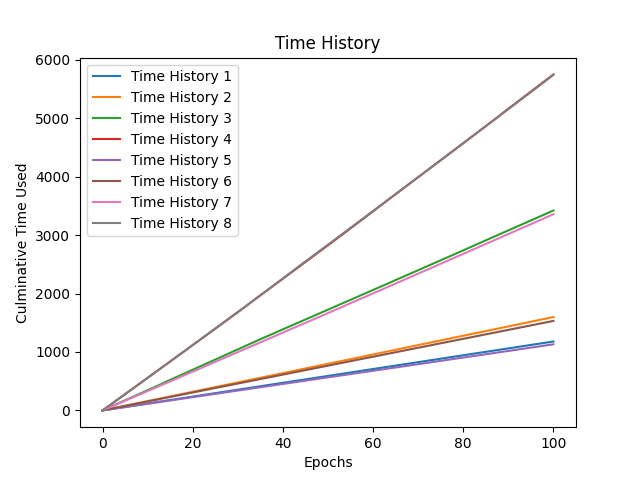 Time History
6000
5000
4000
3000
2000
1000
0
Culminative Time Used
Time History 1
Time History 2
Time History 3
Time History 4
Time History 5
Time History 6
Time History 7
Time History 8
0 20 40 60 80 100
Epochs